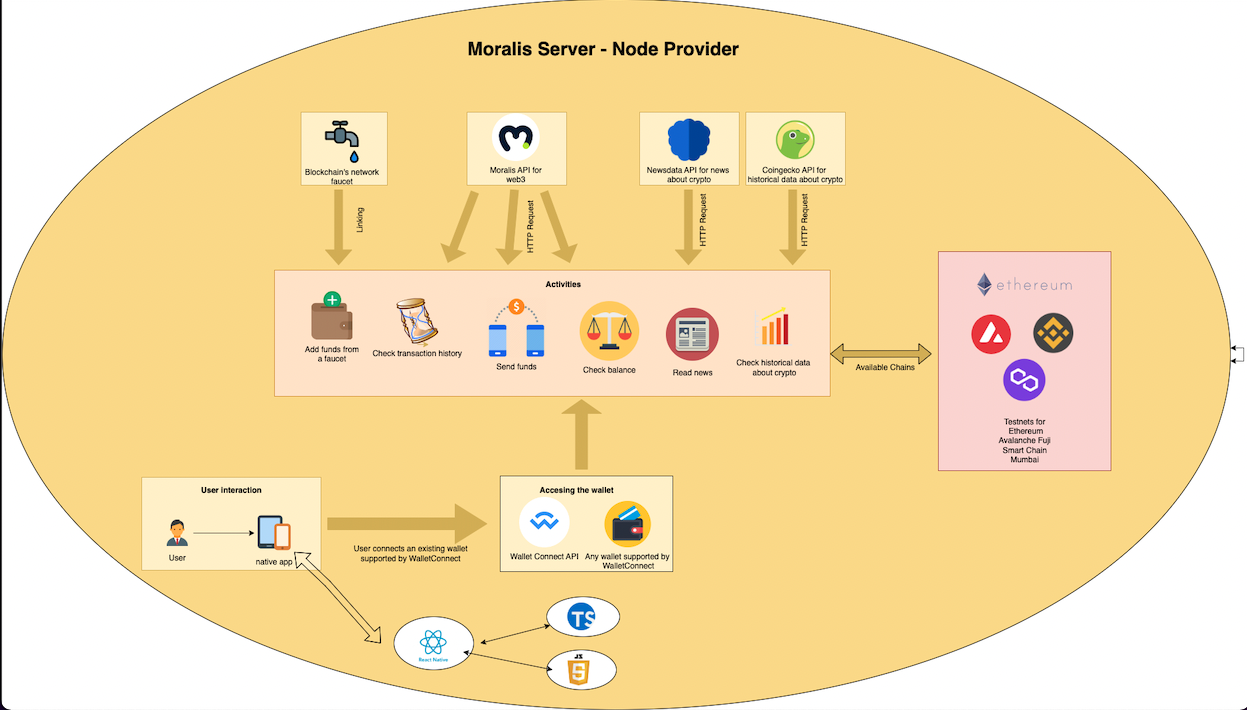 Moralis Server - Node Provider
Blockchain's network
faucet
Moralis API for
web3
Newsdata API for news
about crypto
Coingecko API for
historical data about crypto
Linking
HTTP Request
HTTP Request
HTTP Request
Activities
Add funds from
a faucet
Check transaction history
$
Send funds
Check balance
Read news
Check historical data
about crypto
Available Chains
ethereum
Testnets for
Ethereum
Avalanche Fuji
Smart Chain
Mumbai
User interaction
User
native app
User connects an existing wallet
supported by WalletConnect
Accesing the wallet
Wallet Connect API
Any wallet supported by
WalletConnect
React Native
TS
JS
5